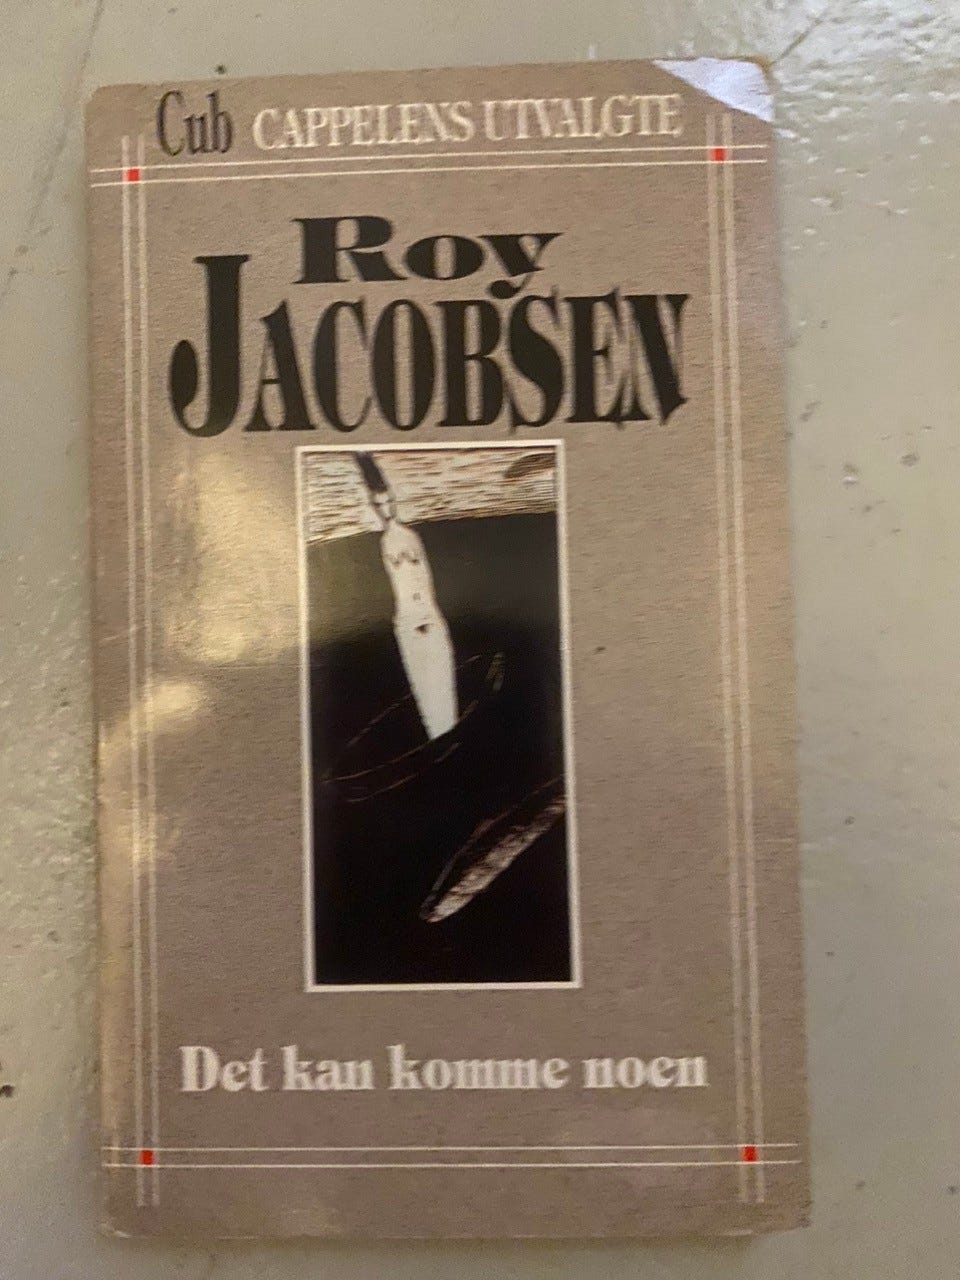 Cub CAPPELENS UTVALGTE
Roy
JACOBSEN
Det kan komme noen